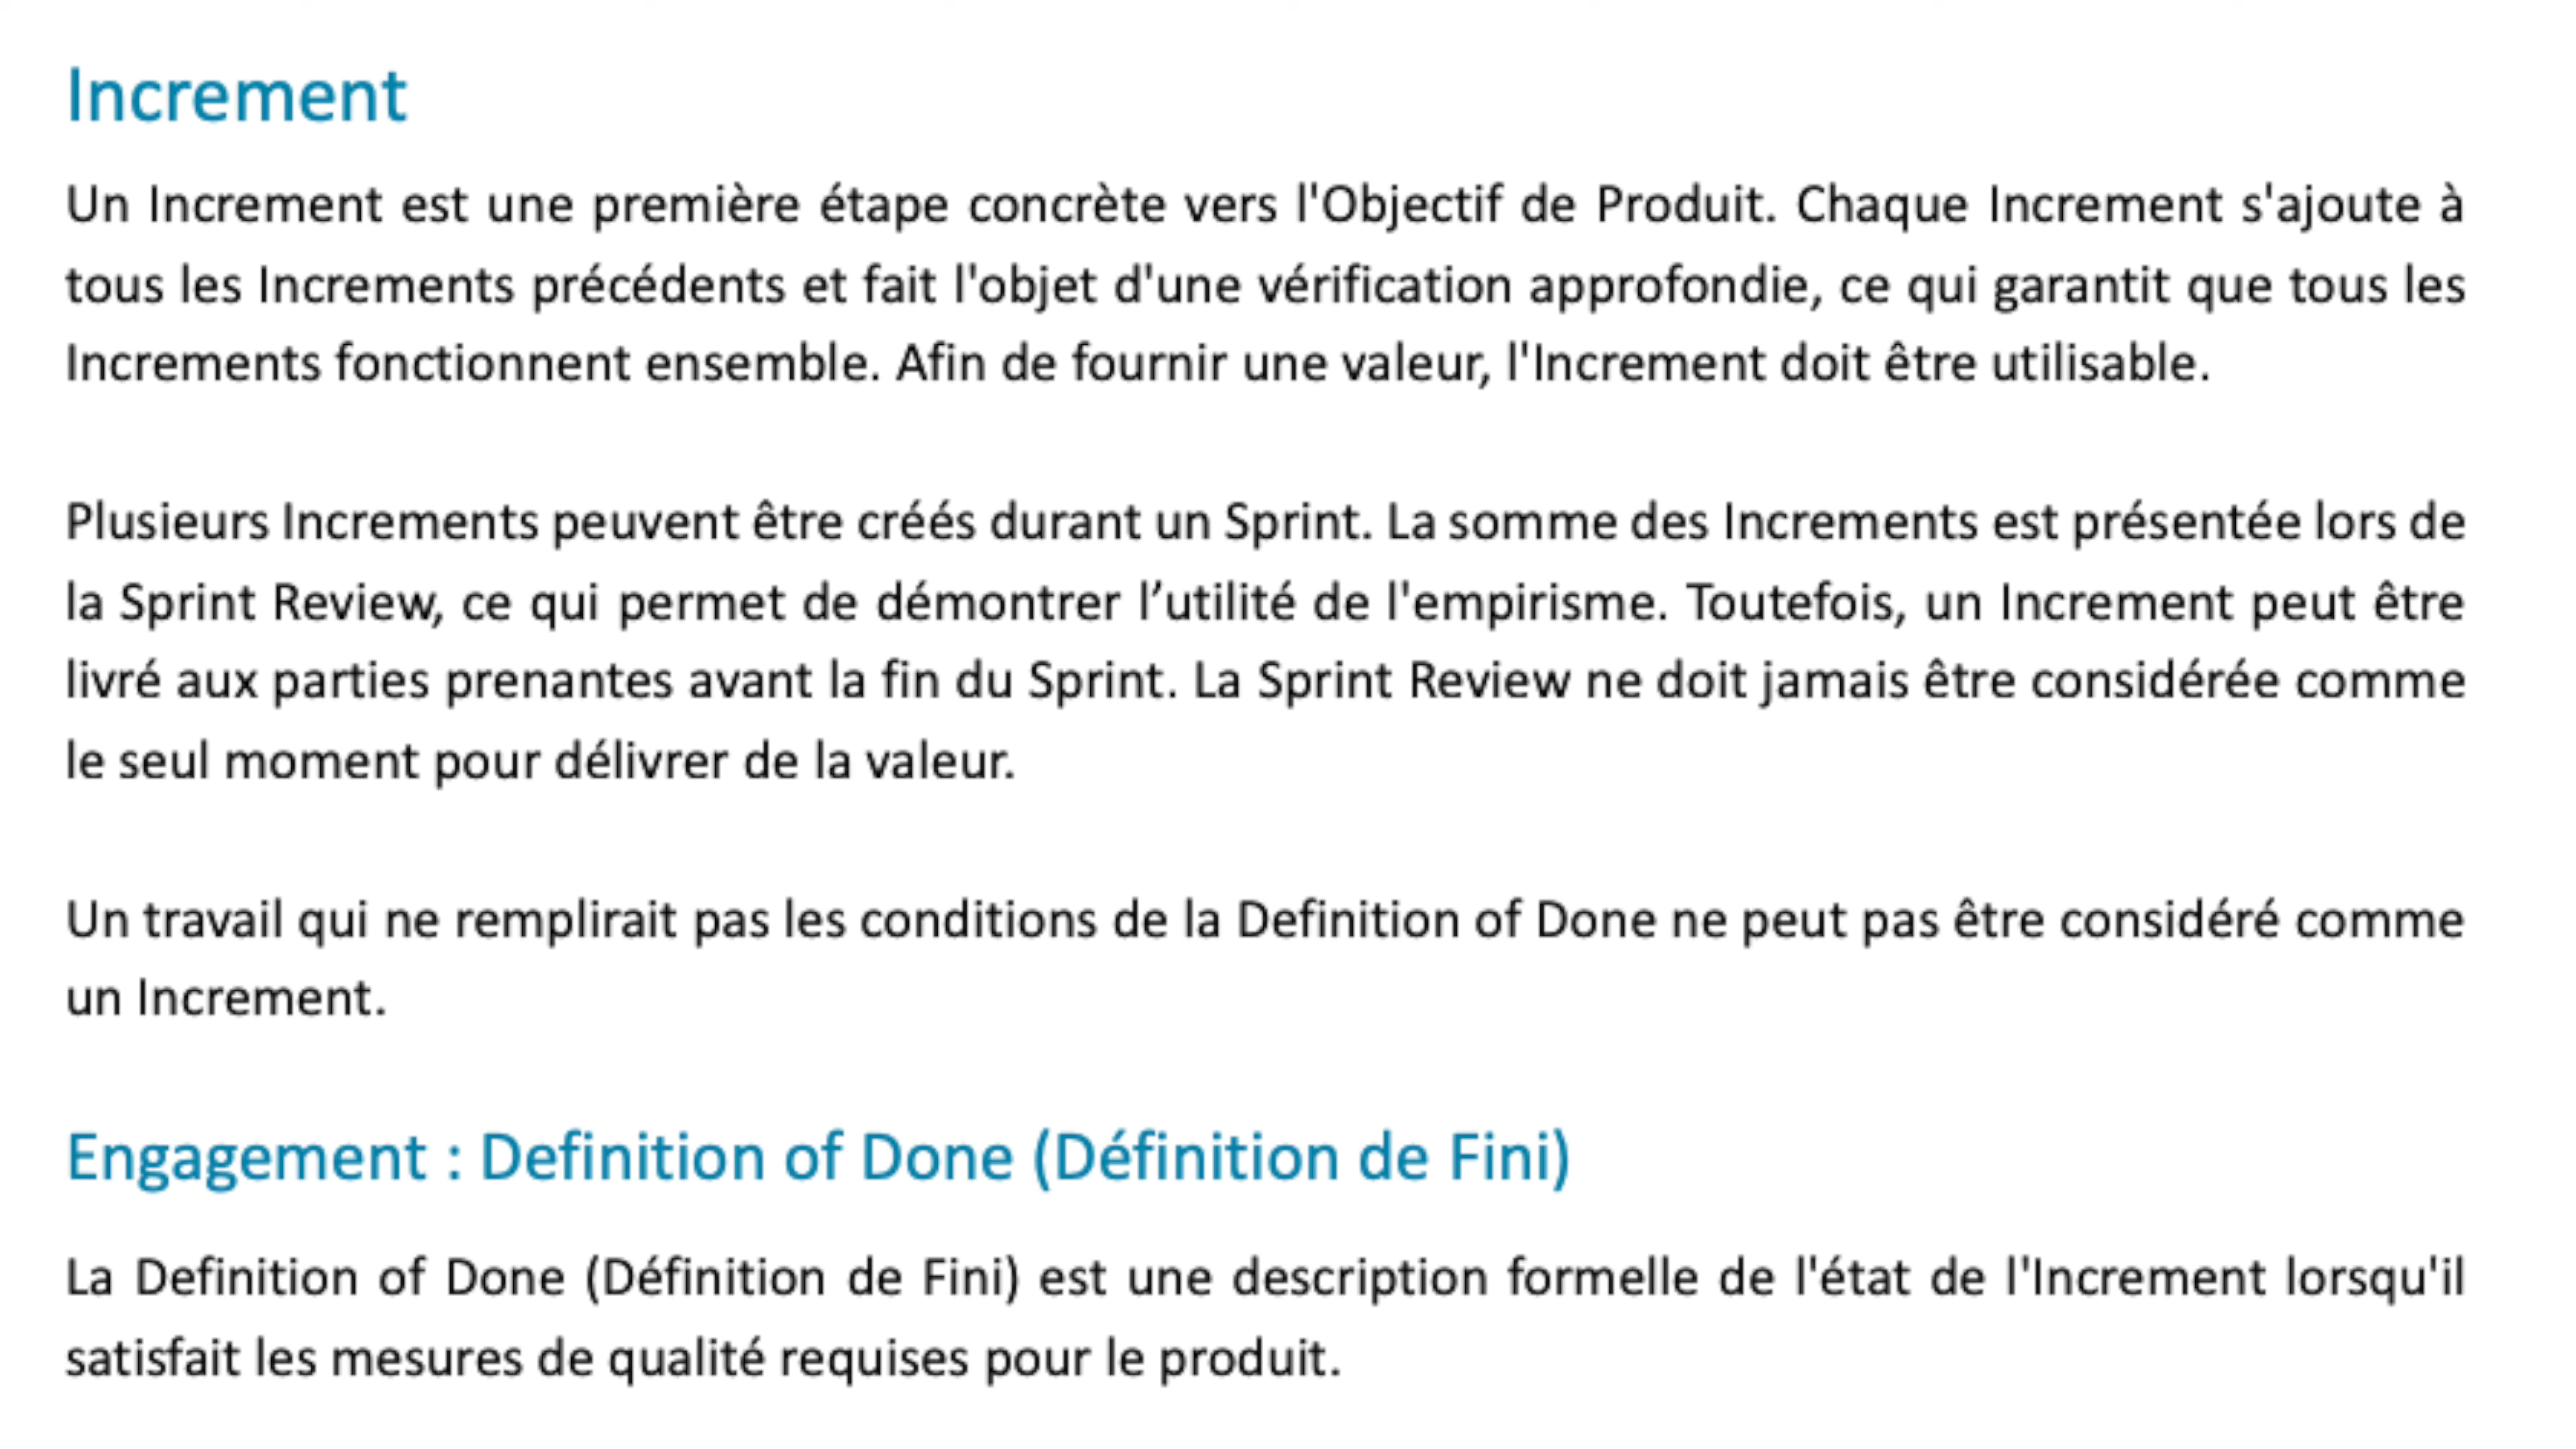 Increment
Un Increment est une première étape concrète vers l'Objectif de Produit. Chaque Increment s'ajoute à
tous les Increments précédents et fait l'objet d'une vérification approfondie, ce qui garantit que tous les
Increments fonctionnent ensemble. Afin de fournir une valeur, l'Increment doit être utilisable.
Plusieurs Increments peuvent être créés durant un Sprint. La somme des Increments est présentée lors de
la Sprint Review, ce qui permet de démontrer l’utilité de l'empirisme. Toutefois, un Increment peut être
livré aux parties prenantes avant la fin du Sprint. La Sprint Review ne doit jamais être considérée comme
le seul moment pour délivrer de la valeur.
Un travail qui ne remplirait pas les conditions de la Definition of Done ne peut pas être considéré comme
un Increment.
Engagement : Definition of Done (Définition de Fini)
La Definition of Done (Définition de Fini) est une description formelle de l'état de l'Increment lorsqu'il
satisfait les mesures de qualité requises pour le produit.